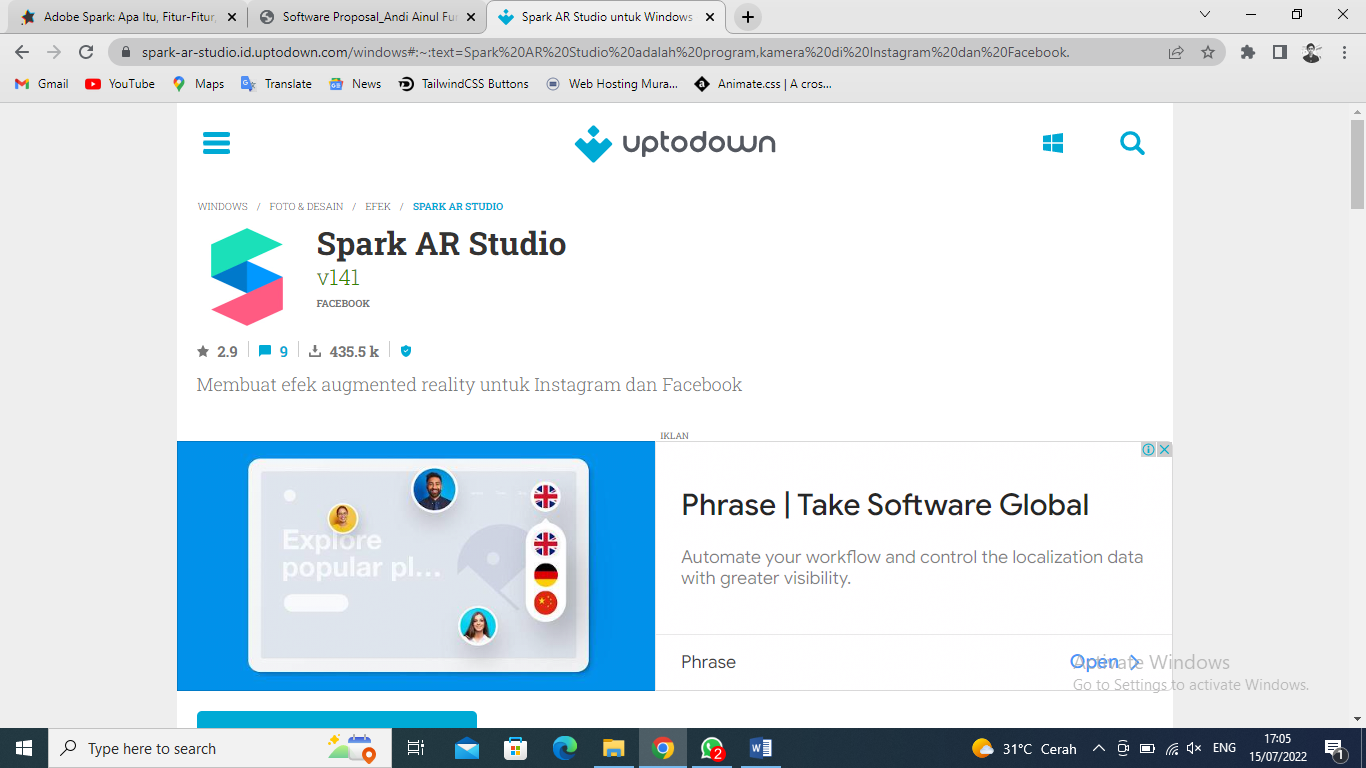 Adobe Spark: Apa Itu, Fitur-Fitur
Software Proposal_Andi Ainul Fur
Spark AR Studio untuk Windows
spark-ar-studio.id.uptodown.com/windows#:~:text=Spark%20AR%20Studio%20adalah%20program,kamera%20di%20Instagram%20dan%20Facebook.
Gmail YouTube Maps Translate News TailwindCSS Buttons Web Hosting Mura... Animate.css | A cros...
uptodown
WINDOWS / FOTO & DESAIN / EFEK / SPARK AR STUDIO
Spark AR Studio
v141
FACEBOOK
2.9 9 435.5 k
Membuat efek augmented reality untuk Instagram dan Facebook
IKLAN
Explore
popular pl...
Phrase | Take Software Global
Automate your workflow and control the localization data
with greater visibility.
Phrase
Open
Activate Windows
Go to Settings to activate Windows.
Type here to search
2
31°C Cerah
ENG
17:05
15/07/2022
1